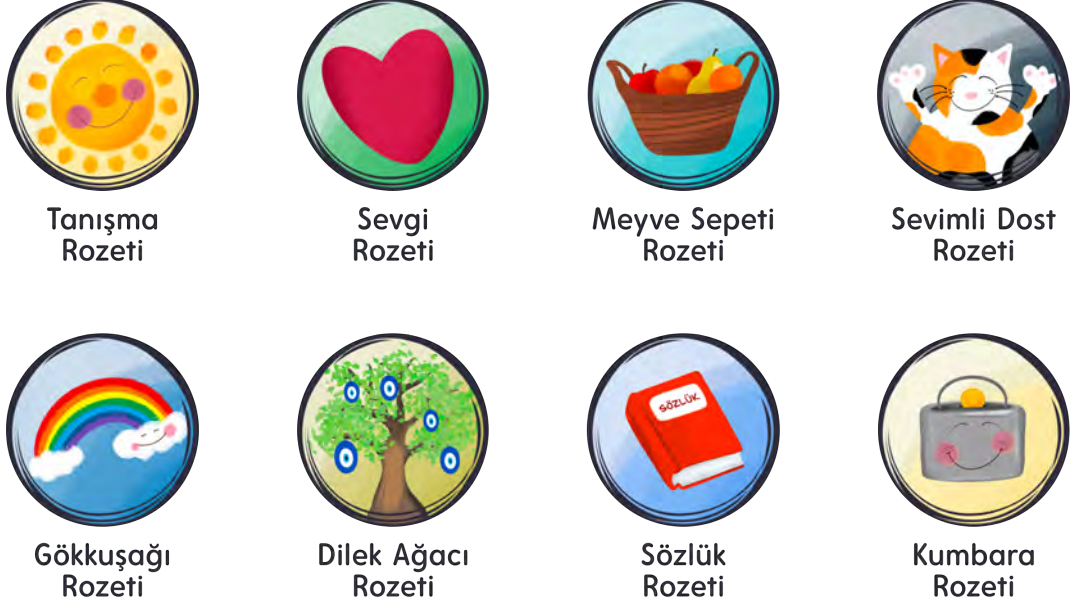 Tanışma
Rozeti
Sevgi
Rozeti
Meyve Sepeti
Rozeti
Sevimli Dost
Rozeti
Gökkuşağı
Rozeti
Dilek Ağacı
Rozeti
SÖZLÜK
Sözlük
Rozeti
Kumbara
Rozeti